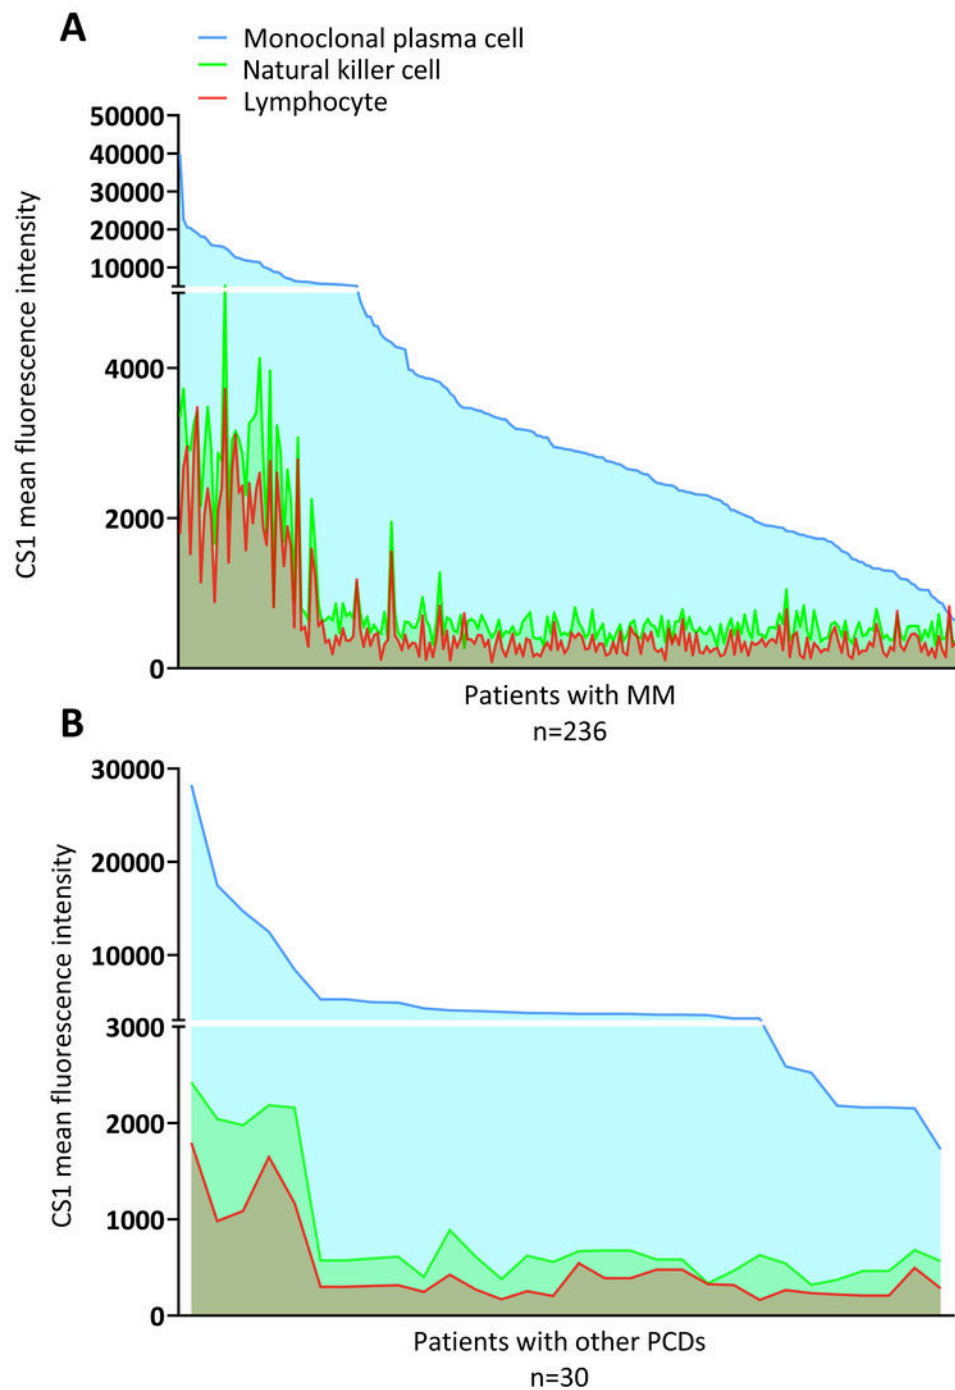 A
Monoclonal plasma cell
Natural killer cell
Lymphocyte
50000
40000
30000
20000
10000
4000
2000
0
CS1 mean fluorescence intensity
Patients with MM
n=236
B
30000
20000
10000
3000
2000
1000
0
CS1 mean fluorescence intensity
Patients with other PCDs
n=30